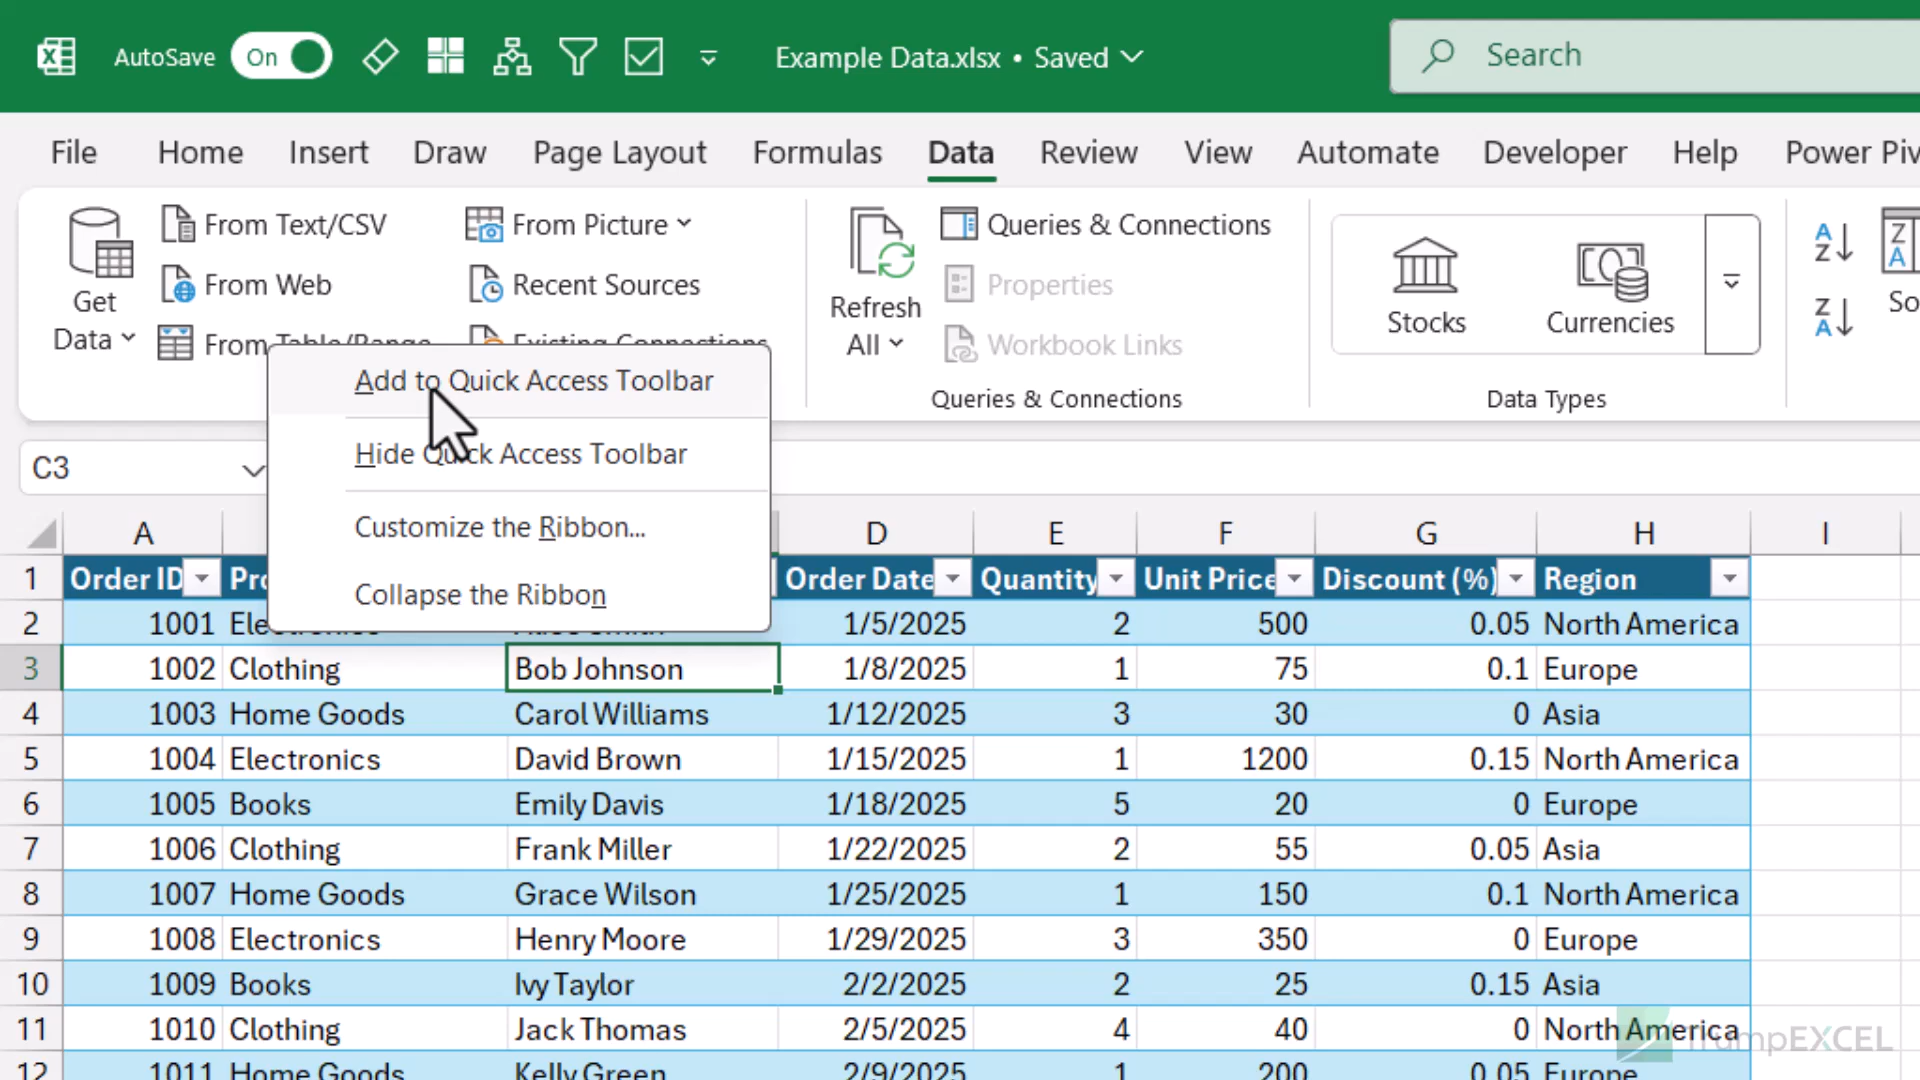 AutoSave On Example Data.xlsx • Saved Search
File Home Insert Draw Page Layout Formulas Data Review View Automate Developer Help Power Piv
Get Data
From Text/CSV
From Web
From Table/Range
From Picture
Recent Sources
Existing Connections
Refresh All
Queries & Connections
Properties
Workbook Links
Queries & Connections
Stocks
Currencies
Data Types
A Z
Z A
Z A
So
Add to Quick Access Toolbar
Hide Quick Access Toolbar
Customize the Ribbon...
Collapse the Ribbon
C3
A D E F G H I
1 Order ID Pro Order Date Quantity Unit Price Discount (%) Region
2 1001 Electronics Alice Smith 1/5/2025 2 500 0.05 North America
3 1002 Clothing Bob Johnson 1/8/2025 1 75 0.1 Europe
4 1003 Home Goods Carol Williams 1/12/2025 3 30 0 Asia
5 1004 Electronics David Brown 1/15/2025 1 1200 0.15 North America
6 1005 Books Emily Davis 1/18/2025 5 20 0 Europe
7 1006 Clothing Frank Miller 1/22/2025 2 55 0.05 Asia
8 1007 Home Goods Grace Wilson 1/25/2025 1 150 0.1 North America
9 1008 Electronics Henry Moore 1/29/2025 3 350 0 Europe
10 1009 Books Ivy Taylor 2/2/2025 2 25 0.15 Asia
11 1010 Clothing Jack Thomas 2/5/2025 4 40 0 North America
12 1011 Home Goods Kelly Green 2/9/2025 1 200 0.05 Europe
TrumpEXCEL